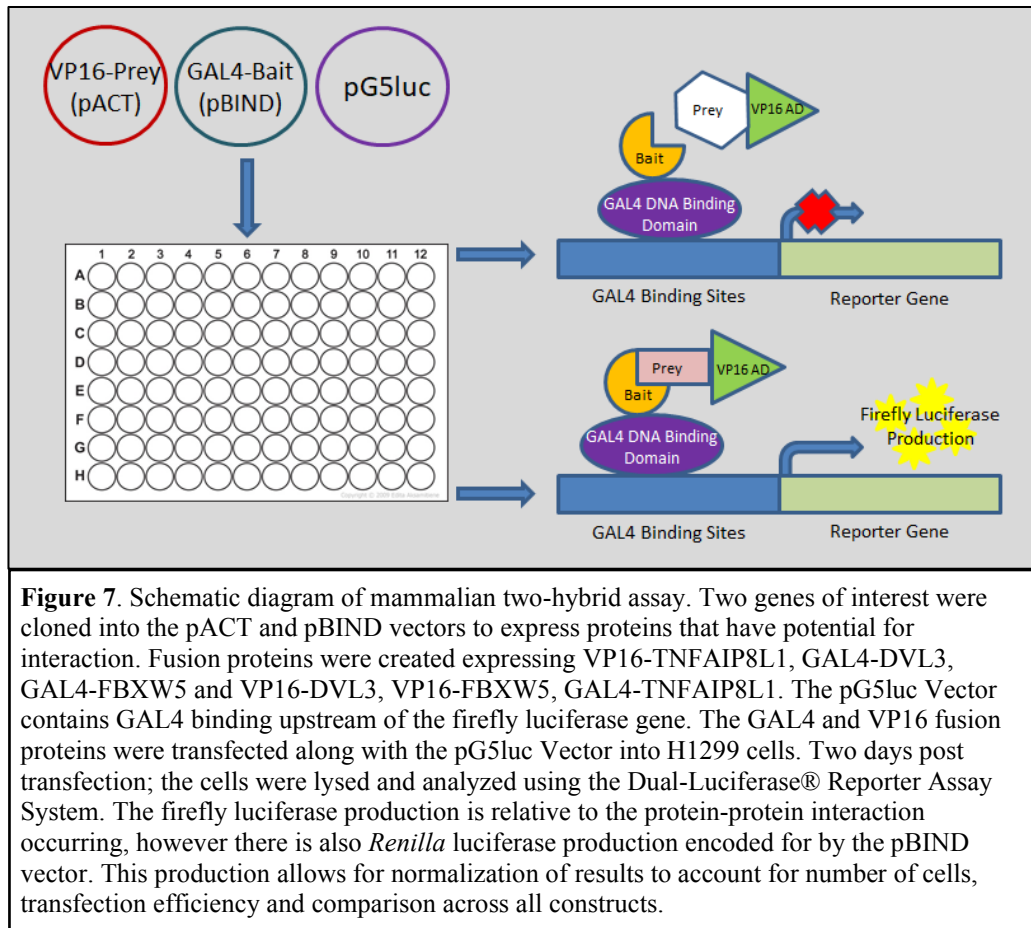 VP16-Prey
(pACT)
GAL4-Bait
(pBIND)
pG5luc
Prey
VP16 AD
Bait
GAL4 DNA Binding
Domain
GAL4 Binding Sites
Reporter Gene
1 2 3 4 5 6 7 8 9 10 11 12
A
B
C
D
E
F
G
H
Prey
VP16 AD
Bait
GAL4 DNA Binding
Domain
Firefly Luciferase
Production
GAL4 Binding Sites
Reporter Gene
Figure 7. Schematic diagram of mammalian two-hybrid assay. Two genes of interest were
cloned into the pACT and pBIND vectors to express proteins that have potential for
interaction. Fusion proteins were created expressing VP16-TNFAIP8L1, GAL4-DVL3,
GAL4-FBXW5 and VP16-DVL3, VP16-FBXW5, GAL4-TNFAIP8L1. The pG5luc Vector
contains GAL4 binding upstream of the firefly luciferase gene. The GAL4 and VP16 fusion
proteins were transfected along with the pG5luc Vector into H1299 cells. Two days post
transfection; the cells were lysed and analyzed using the Dual-Luciferase® Reporter Assay
System. The firefly luciferase production is relative to the protein-protein interaction
occurring, however there is also Renilla luciferase production encoded for by the pBIND
vector. This production allows for normalization of results to account for number of cells,
transfection efficiency and comparison across all constructs.